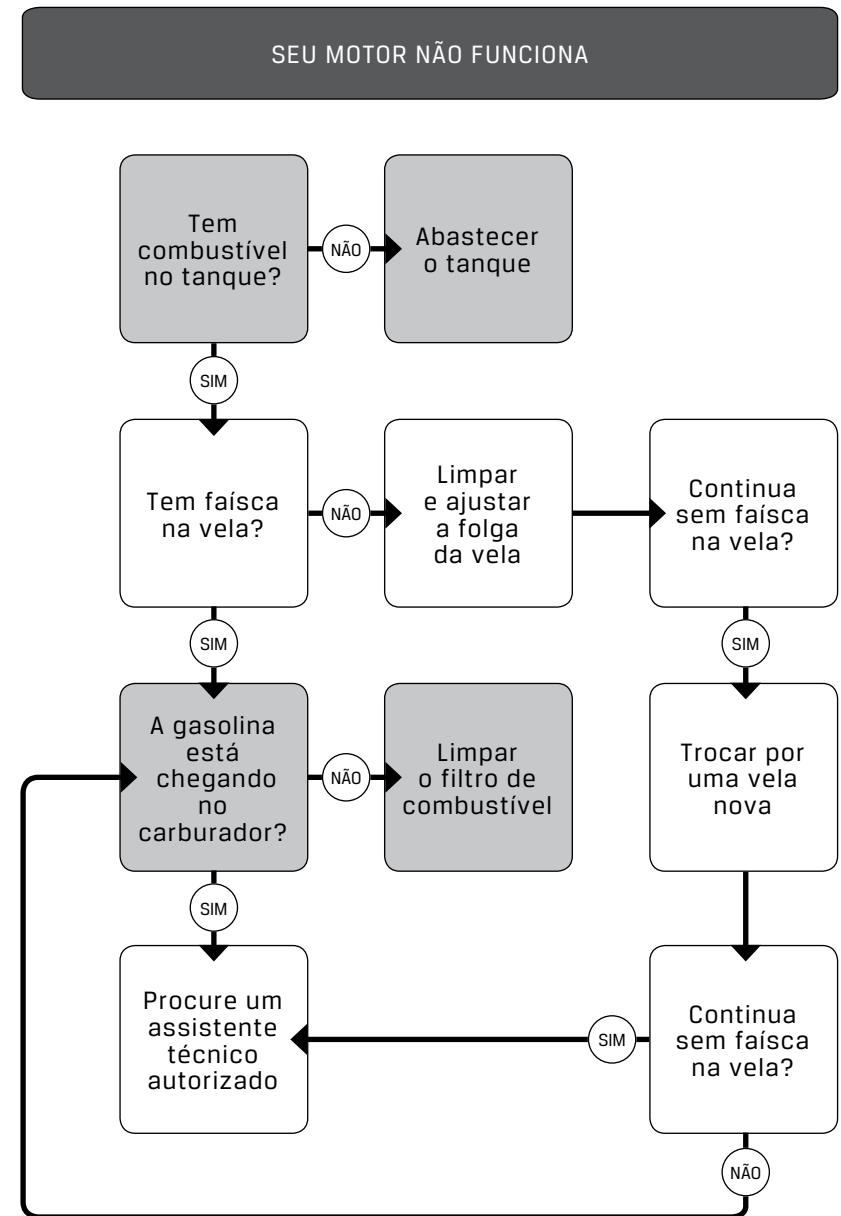 SEU MOTOR NÃO FUNCIONA
Tem
combustível
no tanque?
NÃO
Abastecer
o tanque
SIM
Tem faísca
na vela?
NÃO
Limpar
e ajustar
a folga
da vela
Continua
sem faísca
na vela?
SIM
SIM
A gasolina
está
chegando
no
carburador?
NÃO
Limpar
o filtro de
combustível
Trocar por
uma vela
nova
SIM
Procure um
assistente
técnico
autorizado
SIM
Continua
sem faísca
na vela?
NÃO